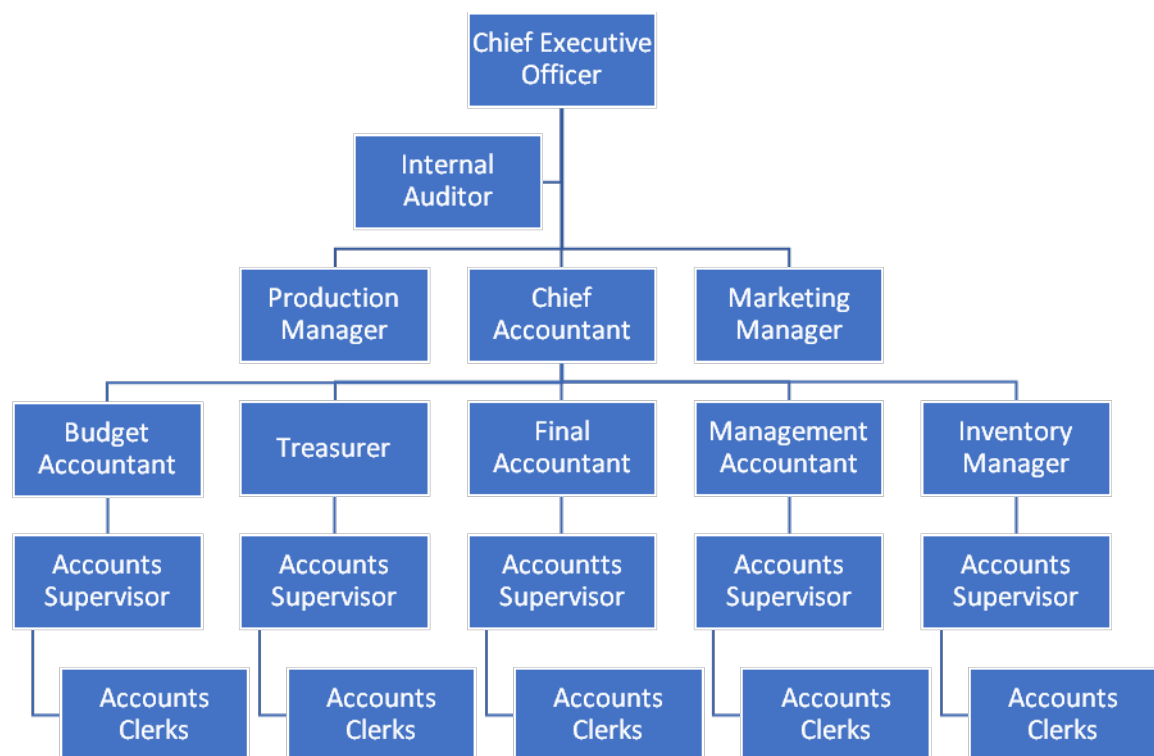 Chief Executive
Officer
Internal
Auditor
Production
Manager
Chief
Accountant
Marketing
Manager
Budget
Accountant
Treasurer
Final
Accountant
Management
Accountant
Inventory
Manager
Accounts
Supervisor
Accounts
Supervisor
Accountts
Supervisor
Accounts
Supervisor
Accounts
Supervisor
Accounts
Clerks
Accounts
Clerks
Accounts
Clerks
Accounts
Clerks
Accounts
Clerks